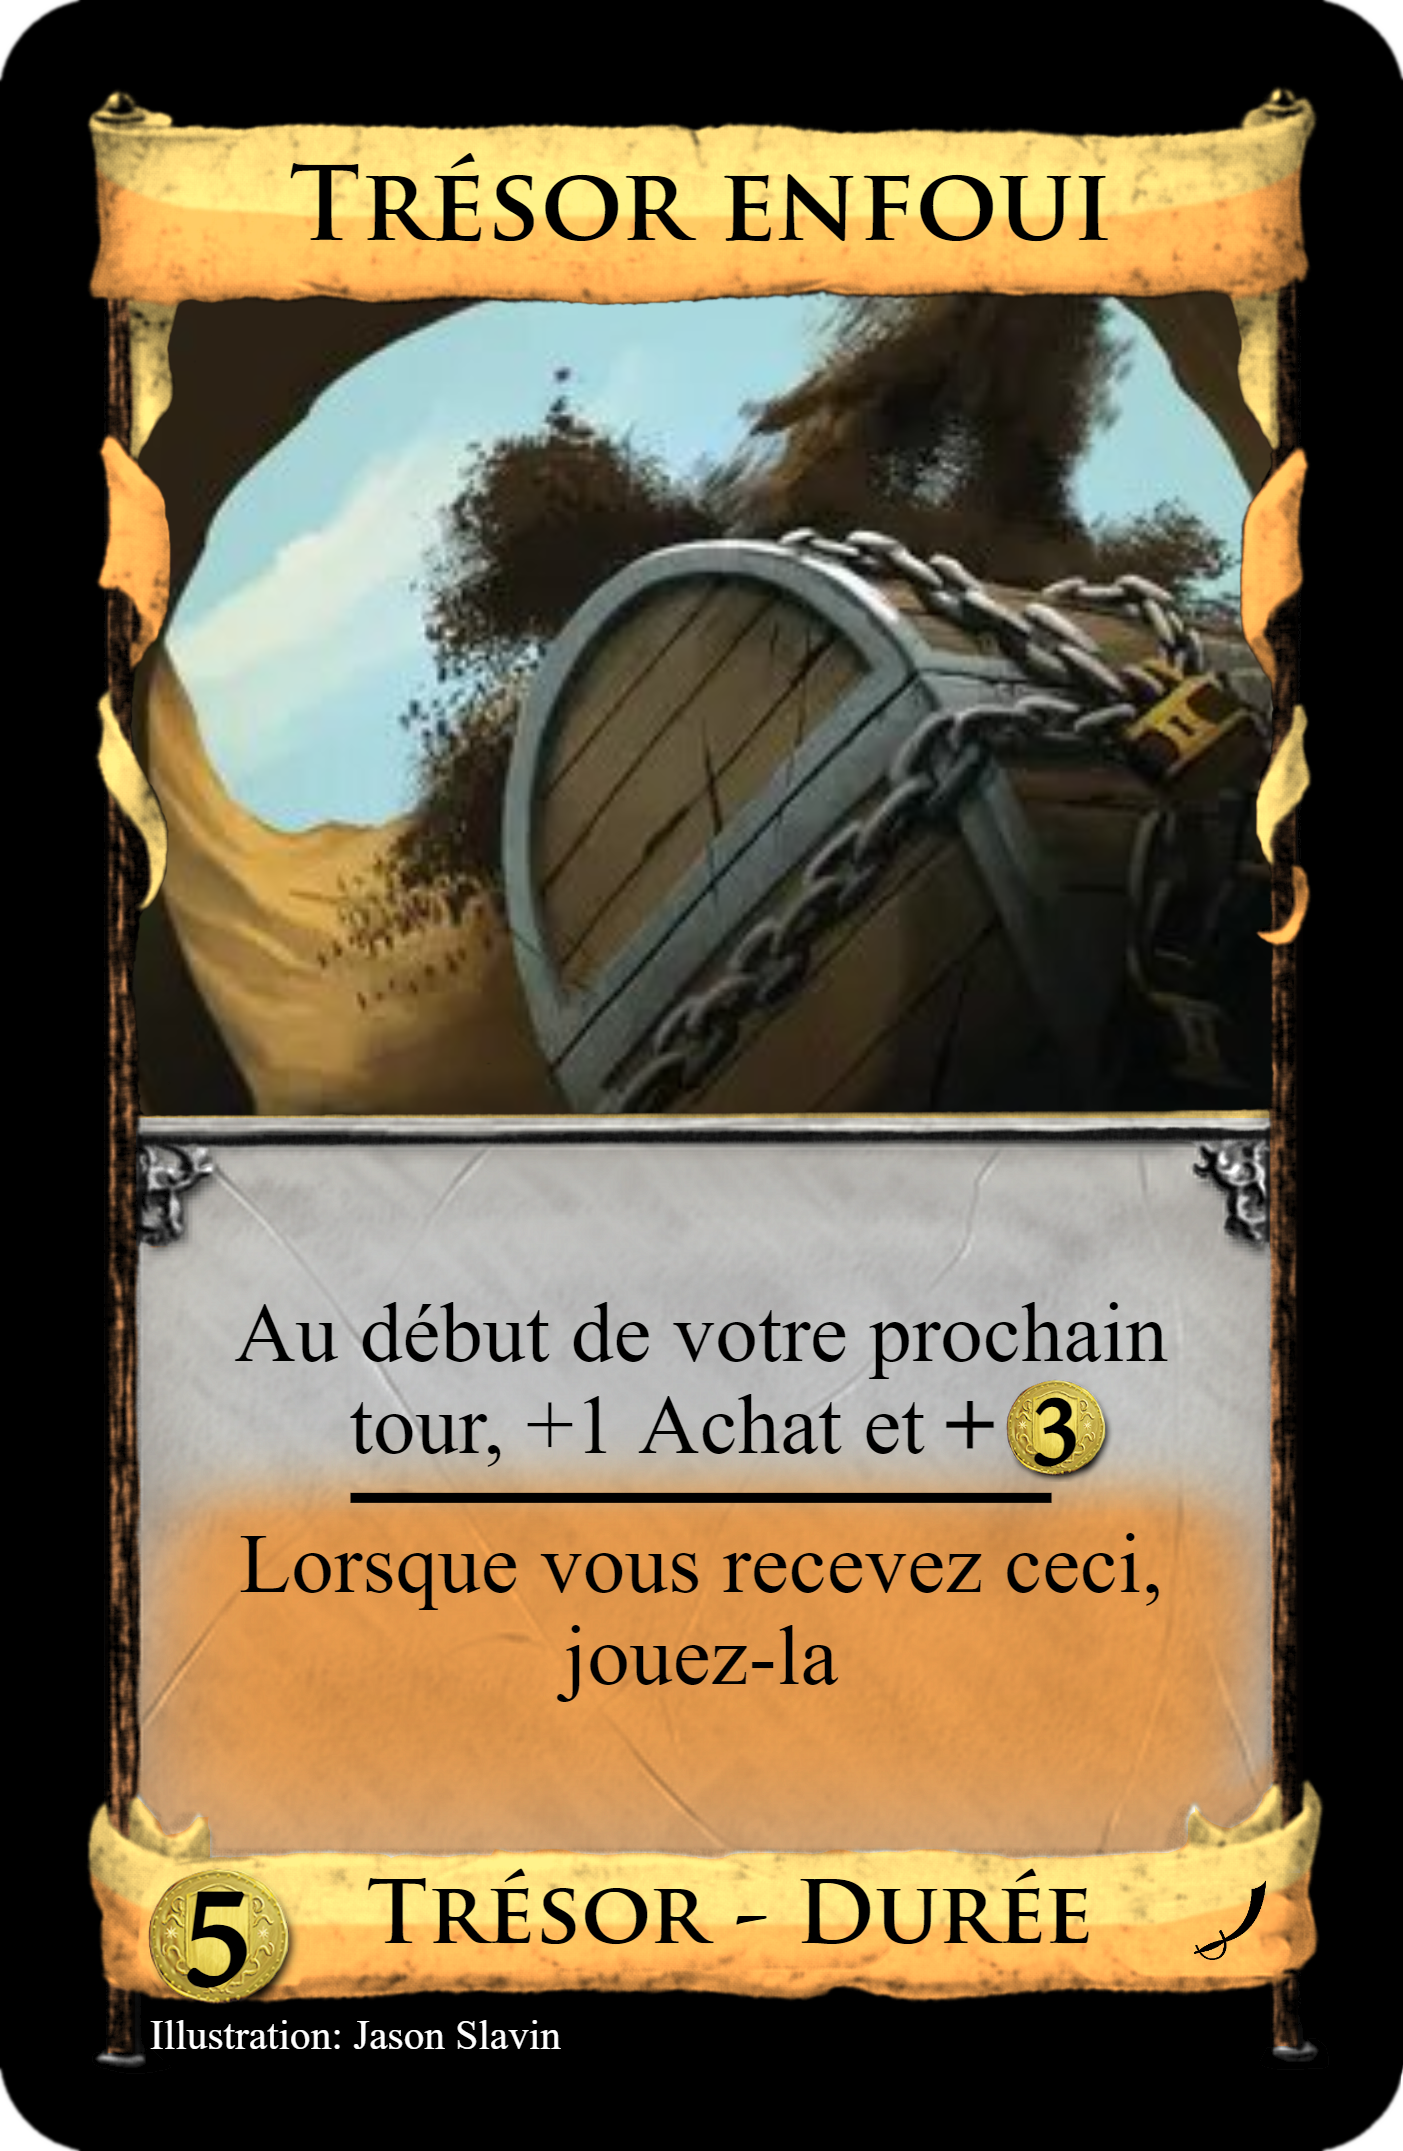 Trésor enfoui
Au début de votre prochain
tour, +1 Achat et +3
Lorsque vous recevez ceci,
jouez-la
5 Trésor - Durée
Illustration: Jason Slavin